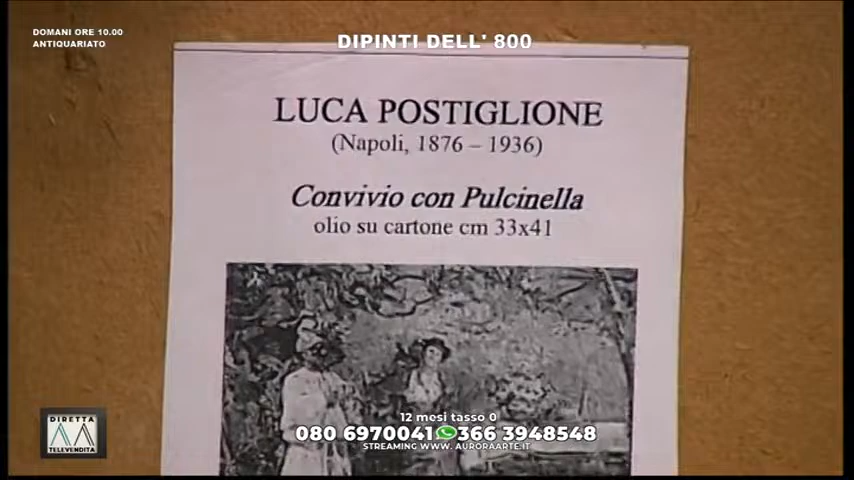 DOMANI ORE 10.00
ANTIQUARIATO
DIPINTI DELL' 800
LUCA POSTIGLIONE
(Napoli, 1876 – 1936)
Convivio con Pulcinella
olio su cartone cm 33x41
12 mesi tasso 0
080 6970041 366 3948548
STREAMING WWW. AURORAARTE.IT
DIRETTA
TELEVENDITA